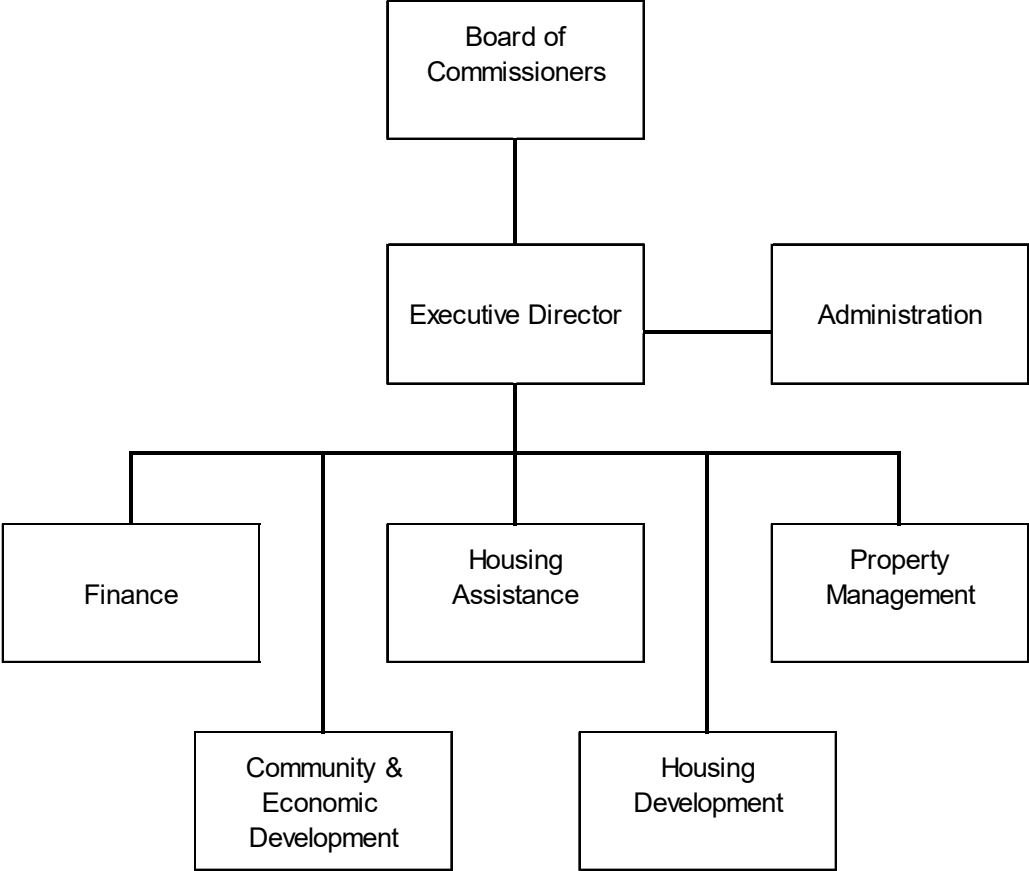 Board of
Commissioners
Executive Director
Administration
Finance
Housing
Assistance
Property
Management
Community &
Economic
Development
Housing
Development